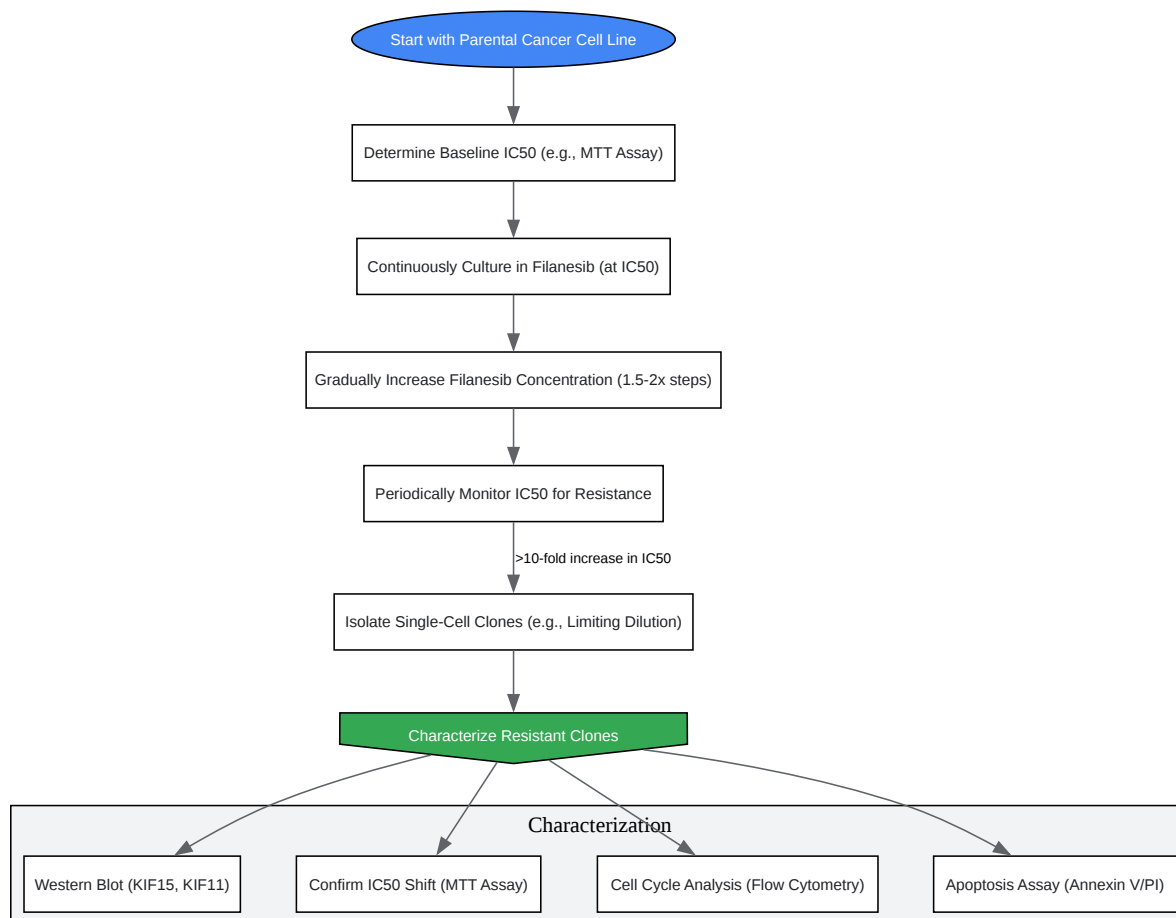 Start with Parental Cancer Cell Line
Determine Baseline IC50 (e.g., MTT Assay)
Continuously Culture in Filanesib (at IC50)
Gradually Increase Filanesib Concentration (1.5-2x steps)
Periodically Monitor IC50 for Resistance
>10-fold increase in IC50
Isolate Single-Cell Clones (e.g., Limiting Dilution)
Characterize Resistant Clones
Characterization
Western Blot (KIF15, KIF11)
Confirm IC50 Shift (MTT Assay)
Cell Cycle Analysis (Flow Cytometry)
Apoptosis Assay (Annexin V/PI)